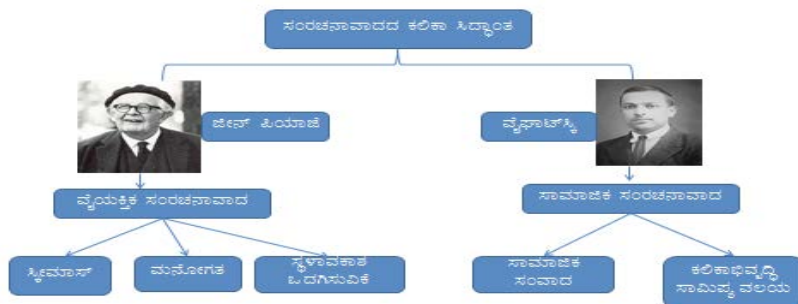 ಸಂರಚನಾವಾದದ ಕಲಿಕಾ ಸಿದ್ಧಾಂತ
ಜೀನ್ ಪಿಯಾಜೆ
ವೈಘಾಟ್‌ಸ್ಕಿ
ವೈಯಕ್ತಿಕ ಸಂರಚನಾವಾದ
ಸಾಮಾಜಿಕ ಸಂರಚನಾವಾದ
ಸ್ಕೀಮಾಸ್
ಮನೋಗತ
ಸ್ಥಳಾವಕಾಶ
ಒದಗಿಸುವಿಕೆ
ಸಾಮಾಜಿಕ
ಸಂವಾದ
ಕಲಿಕಾಭಿವೃದ್ಧಿ
ಸಾಮಿಪ್ಯ ವಲಯ